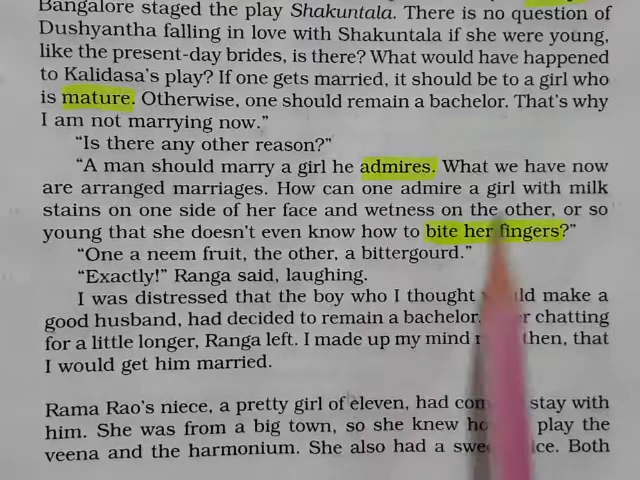 Bangalore staged the play Shakuntala. There is no question of
Dushyantha falling in love with Shakuntala if she were young,
like the present-day brides, is there? What would have happened
to Kalidasa's play? If one gets married, it should be to a girl who
is mature. Otherwise, one should remain a bachelor. That's why
I am not marrying now."
"Is there any other reason?"
"A man should marry a girl he admires. What we have now
are arranged marriages. How can one admire a girl with milk
stains on one side of her face and wetness on the other, or so
young that she doesn't even know how to bite her fingers?"
"One a neem fruit, the other, a bittergourd."
"Exactly!" Ranga said, laughing.
I was distressed that the boy who I thought would make a
good husband, had decided to remain a bachelor. chatting
for a little longer, Ranga left. I made up my mind then, that
I would get him married.
Rama Rao's niece, a pretty girl of eleven, had stay with
him. She was from a big town, so she knew play the
veena and the harmonium. She also had a Both